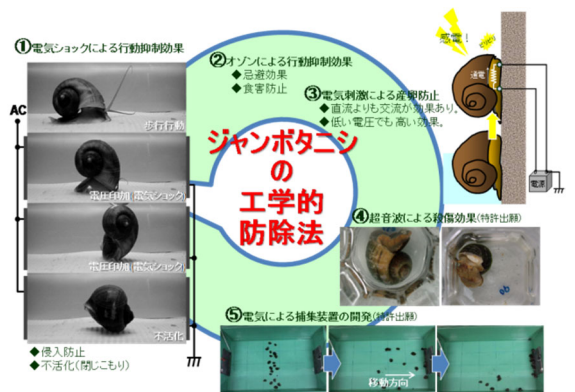 ①電気ショックによる行動抑制効果
AC
歩行行動
電圧印加(電気ショック)
電圧印加(電気ショック)
不活化
◆侵入防止
◆不活化(閉じこもり)
②オゾンによる行動抑制効果
◆忌避効果
◆食害防止
③電気刺激による産卵防止
◆直流よりも交流が効果あり。
◆低い電圧でも高い効果。
感電!
通電
電源
ジャンボタニシ
の
工学的
防除法
④超音波による殺傷効果(特許出願)
⑤電気による捕集装置の開発(特許出願)
移動方向